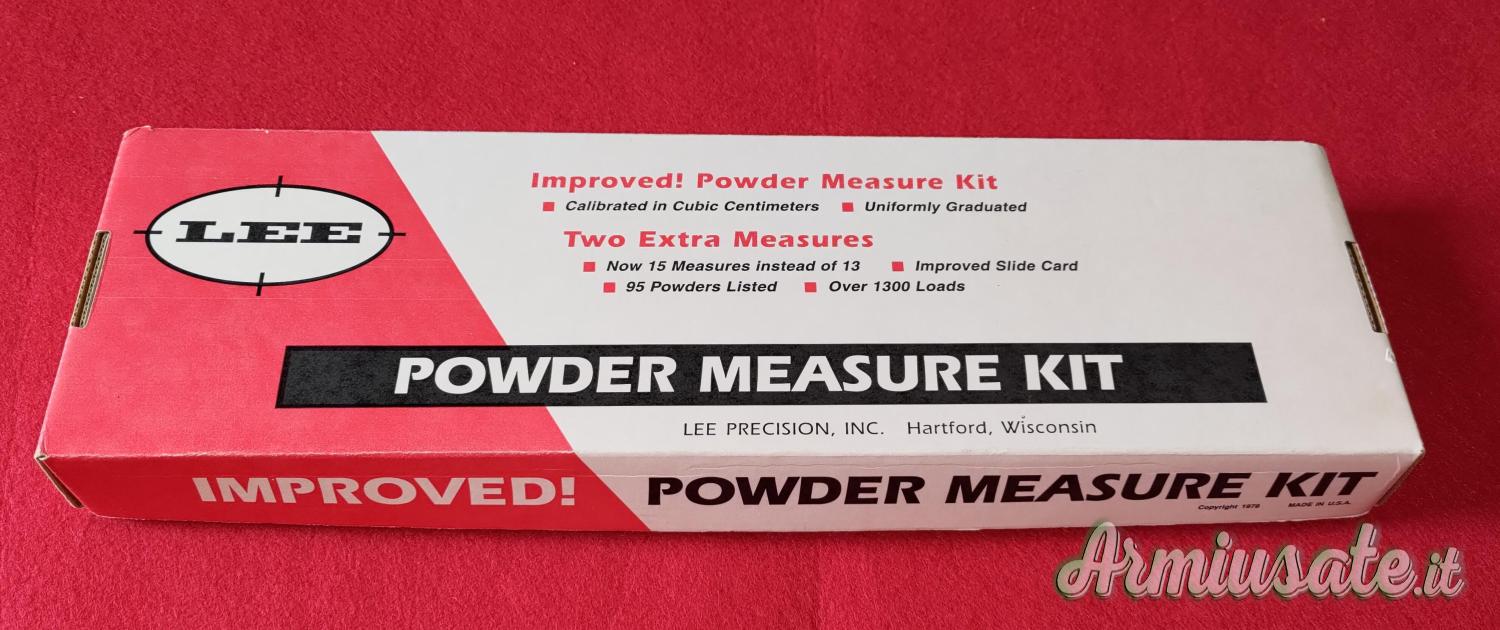 LEE
Improved! Powder Measure Kit
■ Calibrated in Cubic Centimeters ■ Uniformly Graduated
Two Extra Measures
■ Now 15 Measures instead of 13 ■ Improved Slide Card
■ 95 Powders Listed ■ Over 1300 Loads
POWDER MEASURE KIT
LEE PRECISION, INC. Hartford, Wisconsin
IMPROVED! POWDER MEASURE KIT
Copyright 1978 MADE IN U.S.A.
Armiusate.it